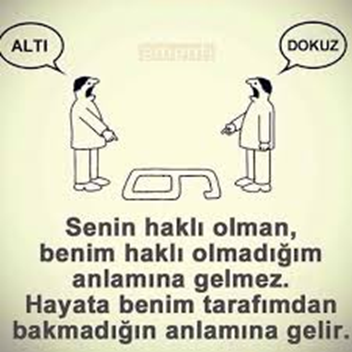 ALTI
DOKUZ
Senin haklı olman,
benim haklı olmadığım
anlamına gelmez.
Hayata benim tarafımdan
bakmadığın anlamına gelir.